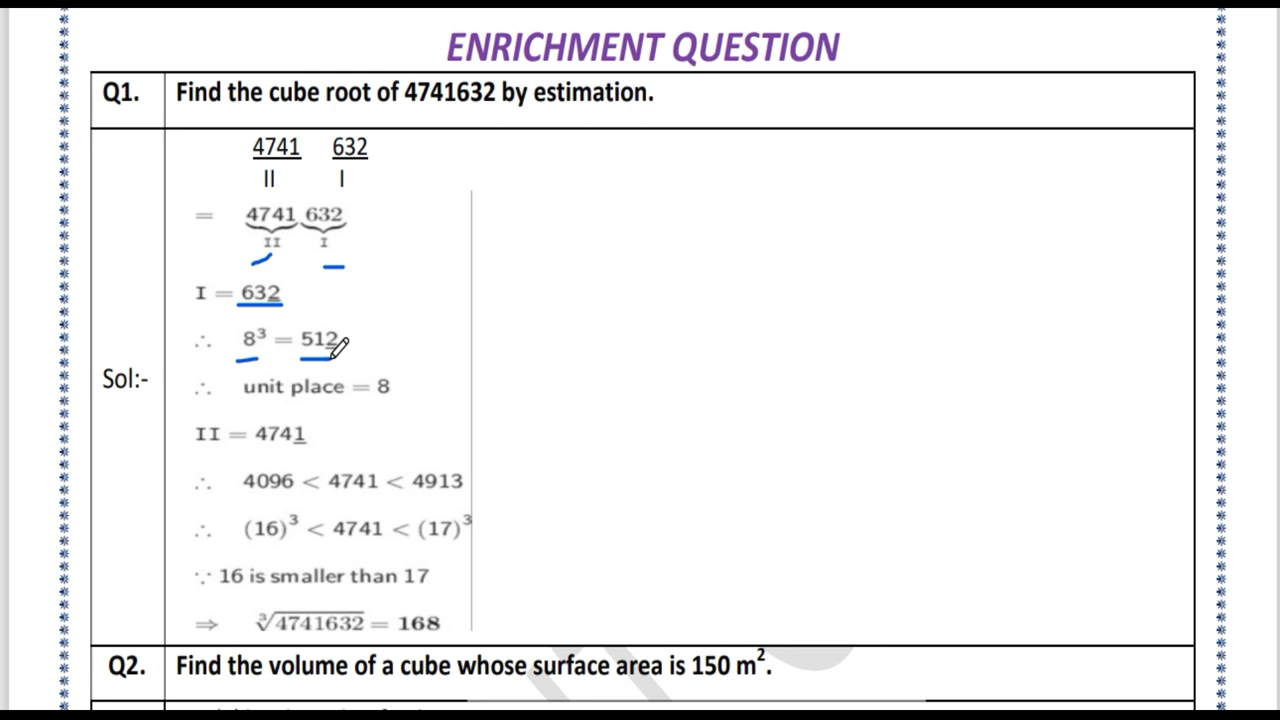 ENRICHMENT QUESTION
Q1. Find the cube root of 4741632 by estimation.
4741 632
II I
= 4741 632
II I
I = 632
∴ 8³ = 512
Sol:-
∴ unit place = 8
II = 4741
∴ 4096 < 4741 < 4913
∴ (16)³ < 4741 < (17)³
∵ 16 is smaller than 17
⇒ ∛4741632 = 168
Q2. Find the volume of a cube whose surface area is 150 m².